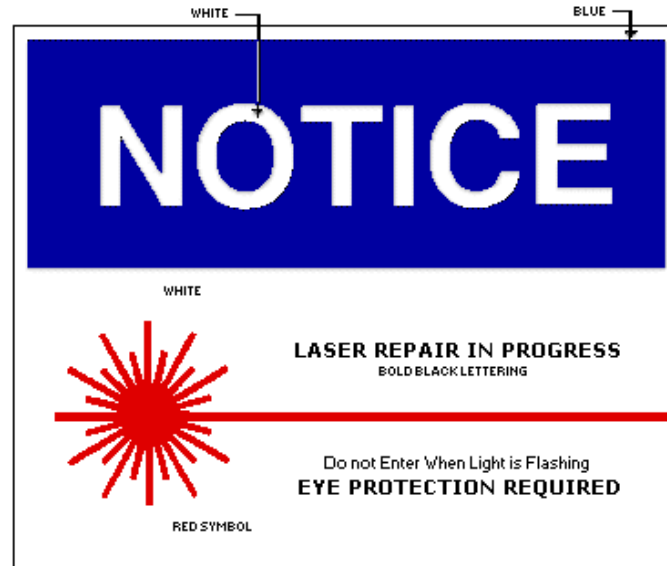 WHITE
BLUE
NOTICE
WHITE
LASER REPAIR IN PROGRESS
BOLD BLACK LETTERING
Do not Enter When Light is Flashing
EYE PROTECTION REQUIRED
RED SYMBOL